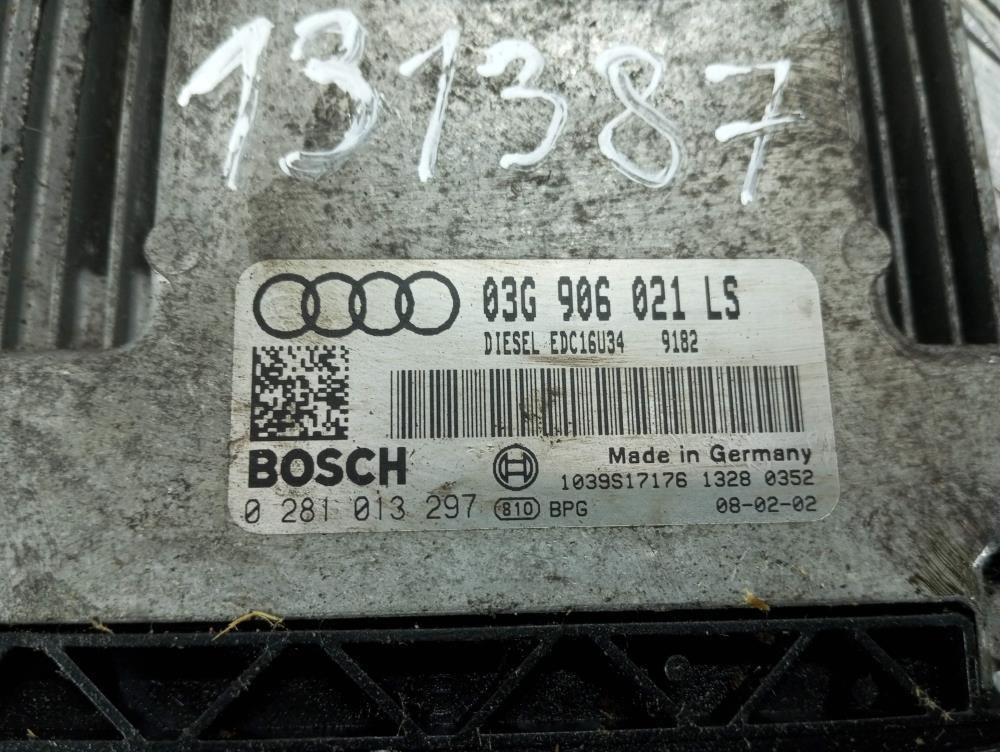 131387
03G 906 021 LS
DIESEL EDC16U34 9182
BOSCH
Made in Germany
1039S17176 1328 0352
0 281 013 297 810 BPG 08-02-02